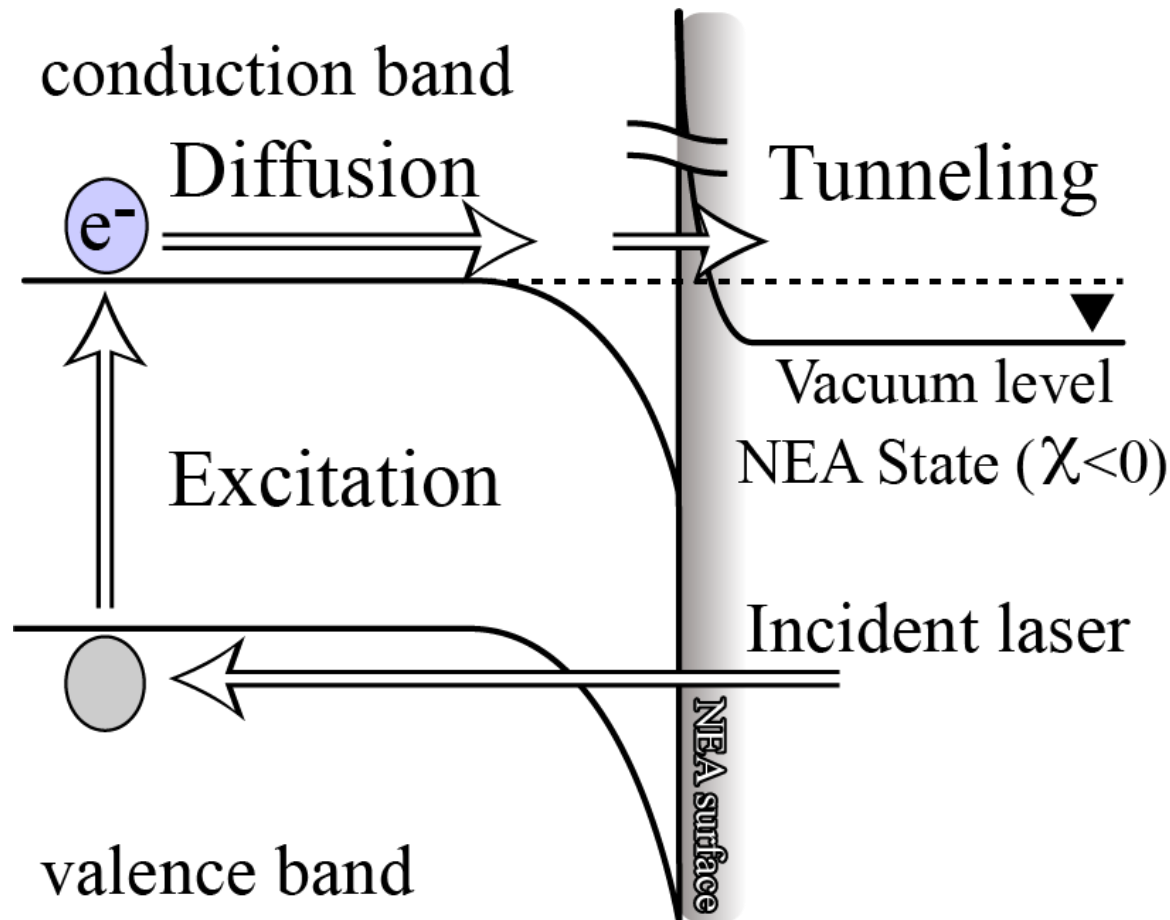 conduction band
Diffusion
Tunneling
e-
Vacuum level
NEA State (χ<0)
Excitation
Incident laser
NEA surface
valence band